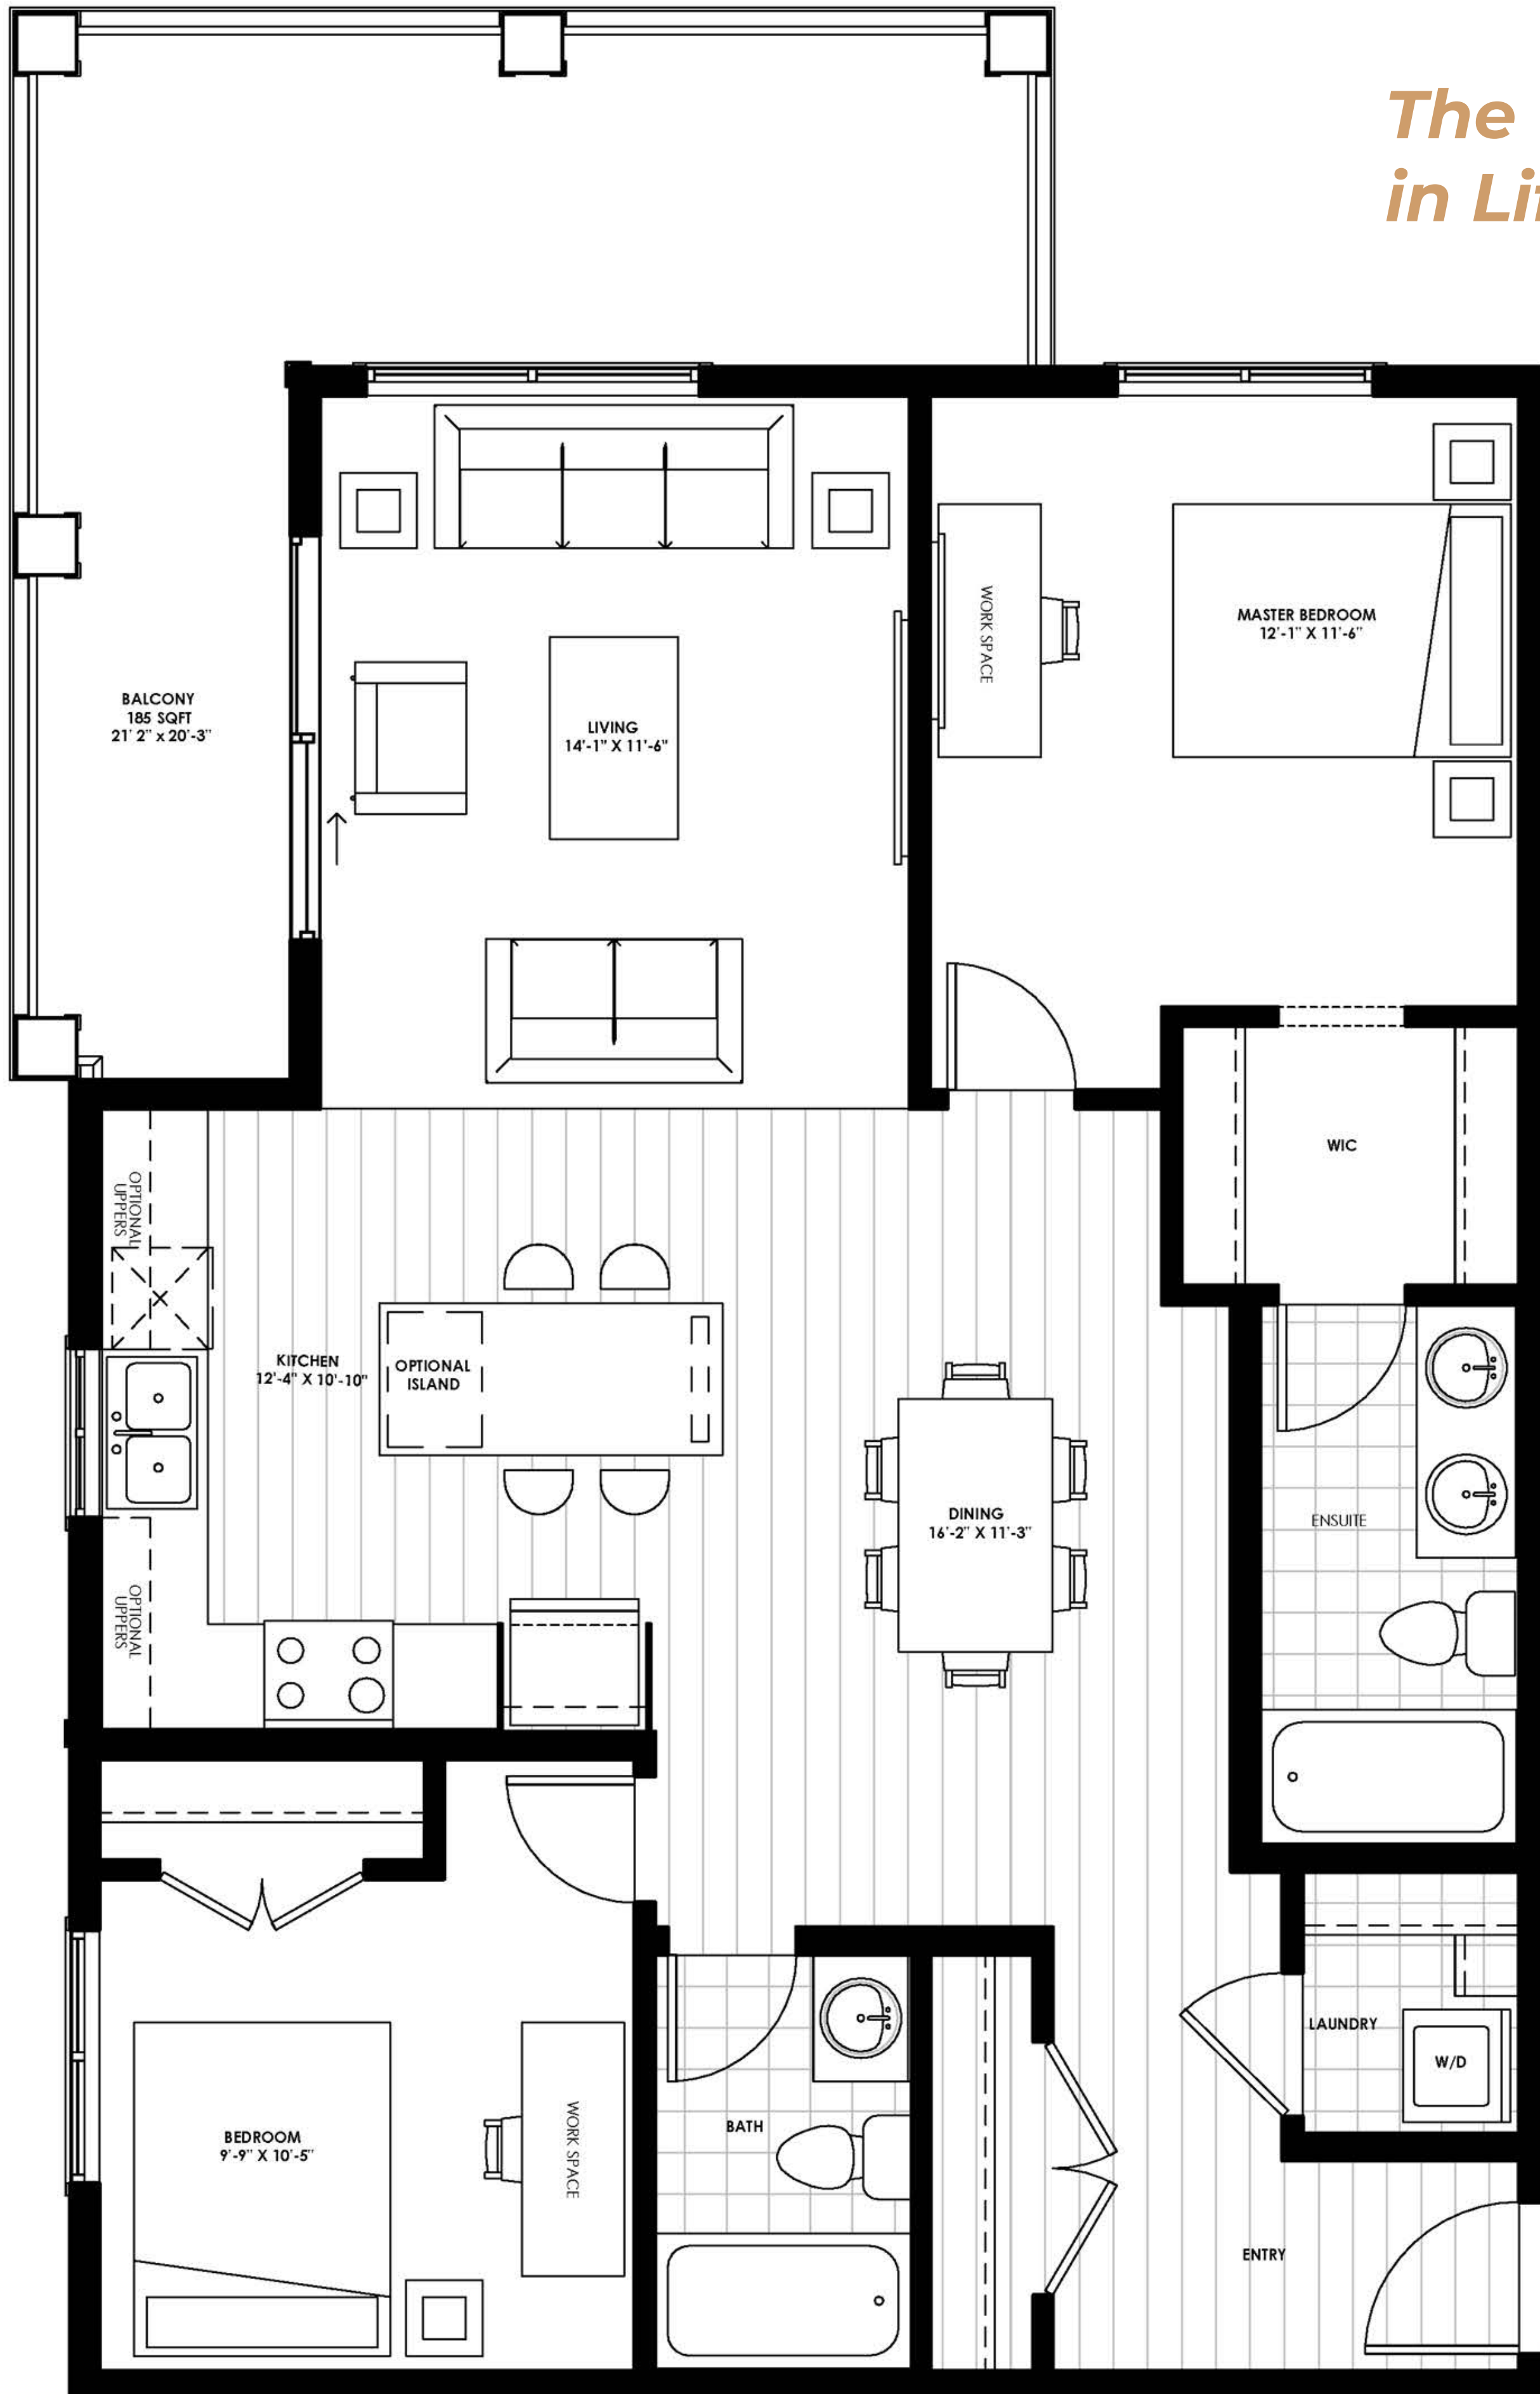 The
in Lif
WORK SPACE
MASTER BEDROOM
12'-1" X 11'-6"
BALCONY
185 SQFT
21' 2" x 20'-3"
LIVING
14'-1" X 11'-6"
WIC
OPTIONAL
UPPERS
KITCHEN
12'-4" X 10'-10"
OPTIONAL
ISLAND
DINING
16'-2" X 11'-3"
ENSUITE
OPTIONAL
UPPERS
LAUNDRY
W/D
BATH
BEDROOM
9'-9" X 10'-5"
WORK SPACE
ENTRY